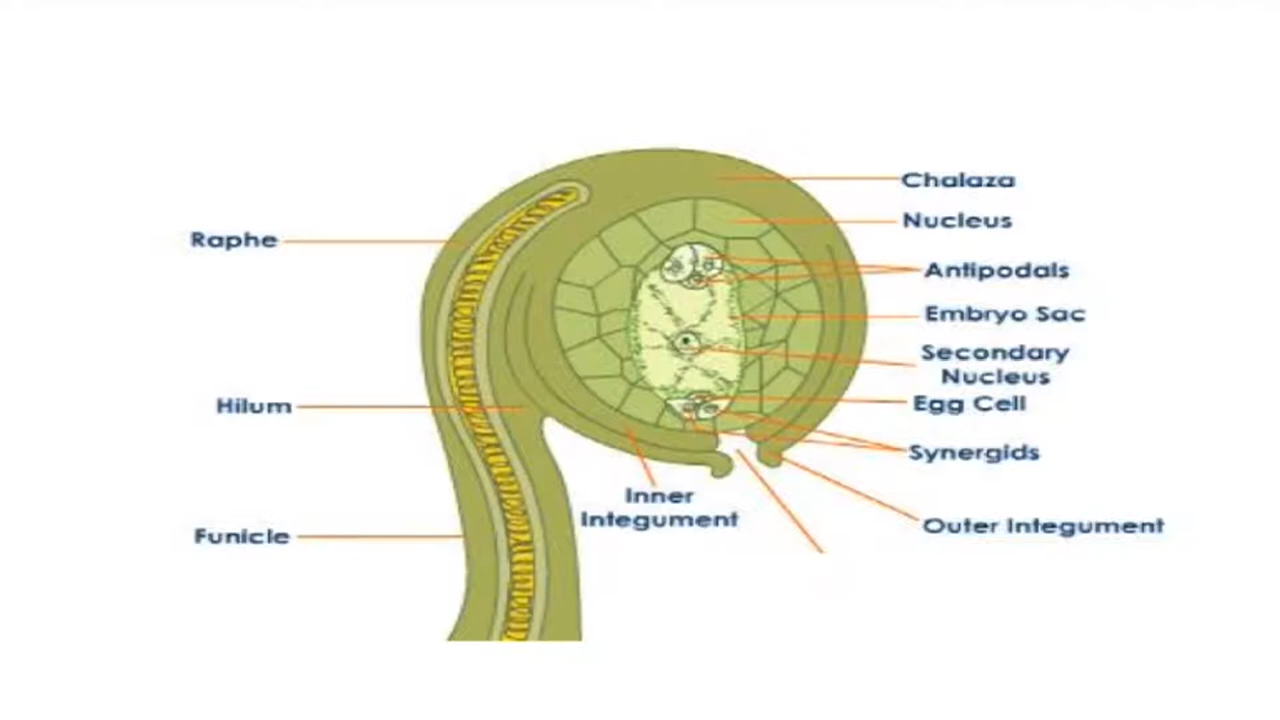 Chalaza
Nucleus
Raphe
Antipodals
Embryo Sac
Secondary
Nucleus
Egg Cell
Hilum
Synergids
Inner
Integument
Outer Integument
Funicle